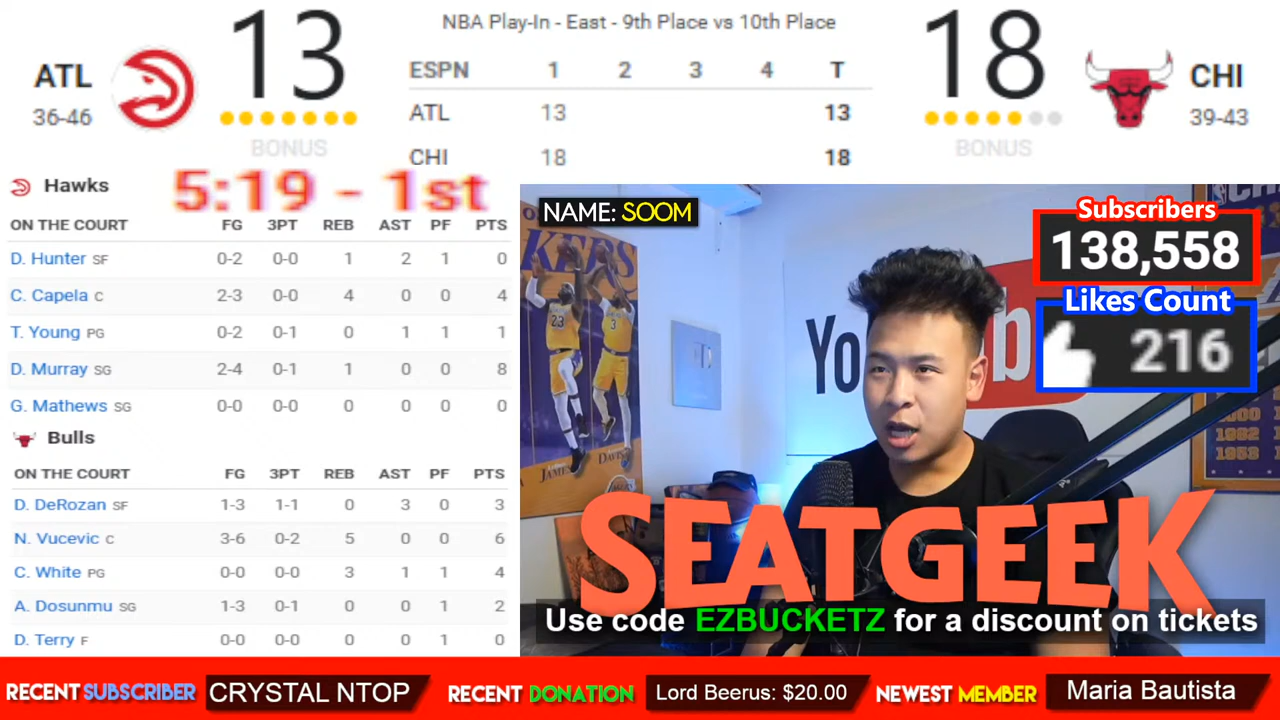 NBA Play-In - East - 9th Place vs 10th Place
ATL
36-46
13
BONUS
ESPN 1 2 3 4 T
ATL 13 13
CHI 18 18
18
BONUS
CHI
39-43
Hawks
5:19 - 1st
ON THE COURT FG 3PT REB AST PF PTS
D. Hunter SF 0-2 0-0 1 2 1 0
C. Capela C 2-3 0-0 4 0 0 4
T. Young PG 0-2 0-1 0 1 1 1
D. Murray SG 2-4 0-1 1 0 0 8
G. Mathews SG 0-0 0-0 0 0 0 0
Bulls
ON THE COURT FG 3PT REB AST PF PTS
D. DeRozan SF 1-3 1-1 0 3 0 3
N. Vucevic C 3-6 0-2 5 0 0 6
C. White PG 0-0 0-0 3 1 1 4
A. Dosunmu SG 1-3 0-1 0 0 1 2
D. Terry F 0-0 0-0 0 0 1 0
NAME: SOOM
Subscribers
138,558
Likes Count
216
KERS
23
3
JAMES
DAVIS
SEATGEEK
Use code EZBUCKETZ for a discount on tickets
RECENT SUBSCRIBER CRYSTAL NTOP
RECENT DONATION Lord Beerus: $20.00
NEWEST MEMBER Maria Bautista